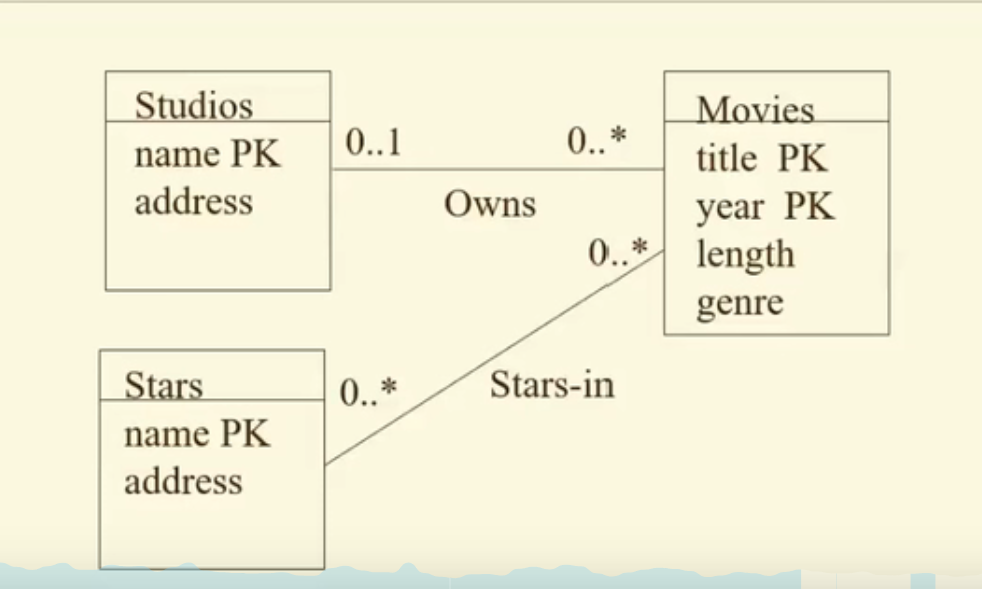 Studios
name PK
address
0..1
0..*
Owns
Movies
title PK
year PK
length
genre
0..*
Stars-in
0..*
Stars
name PK
address